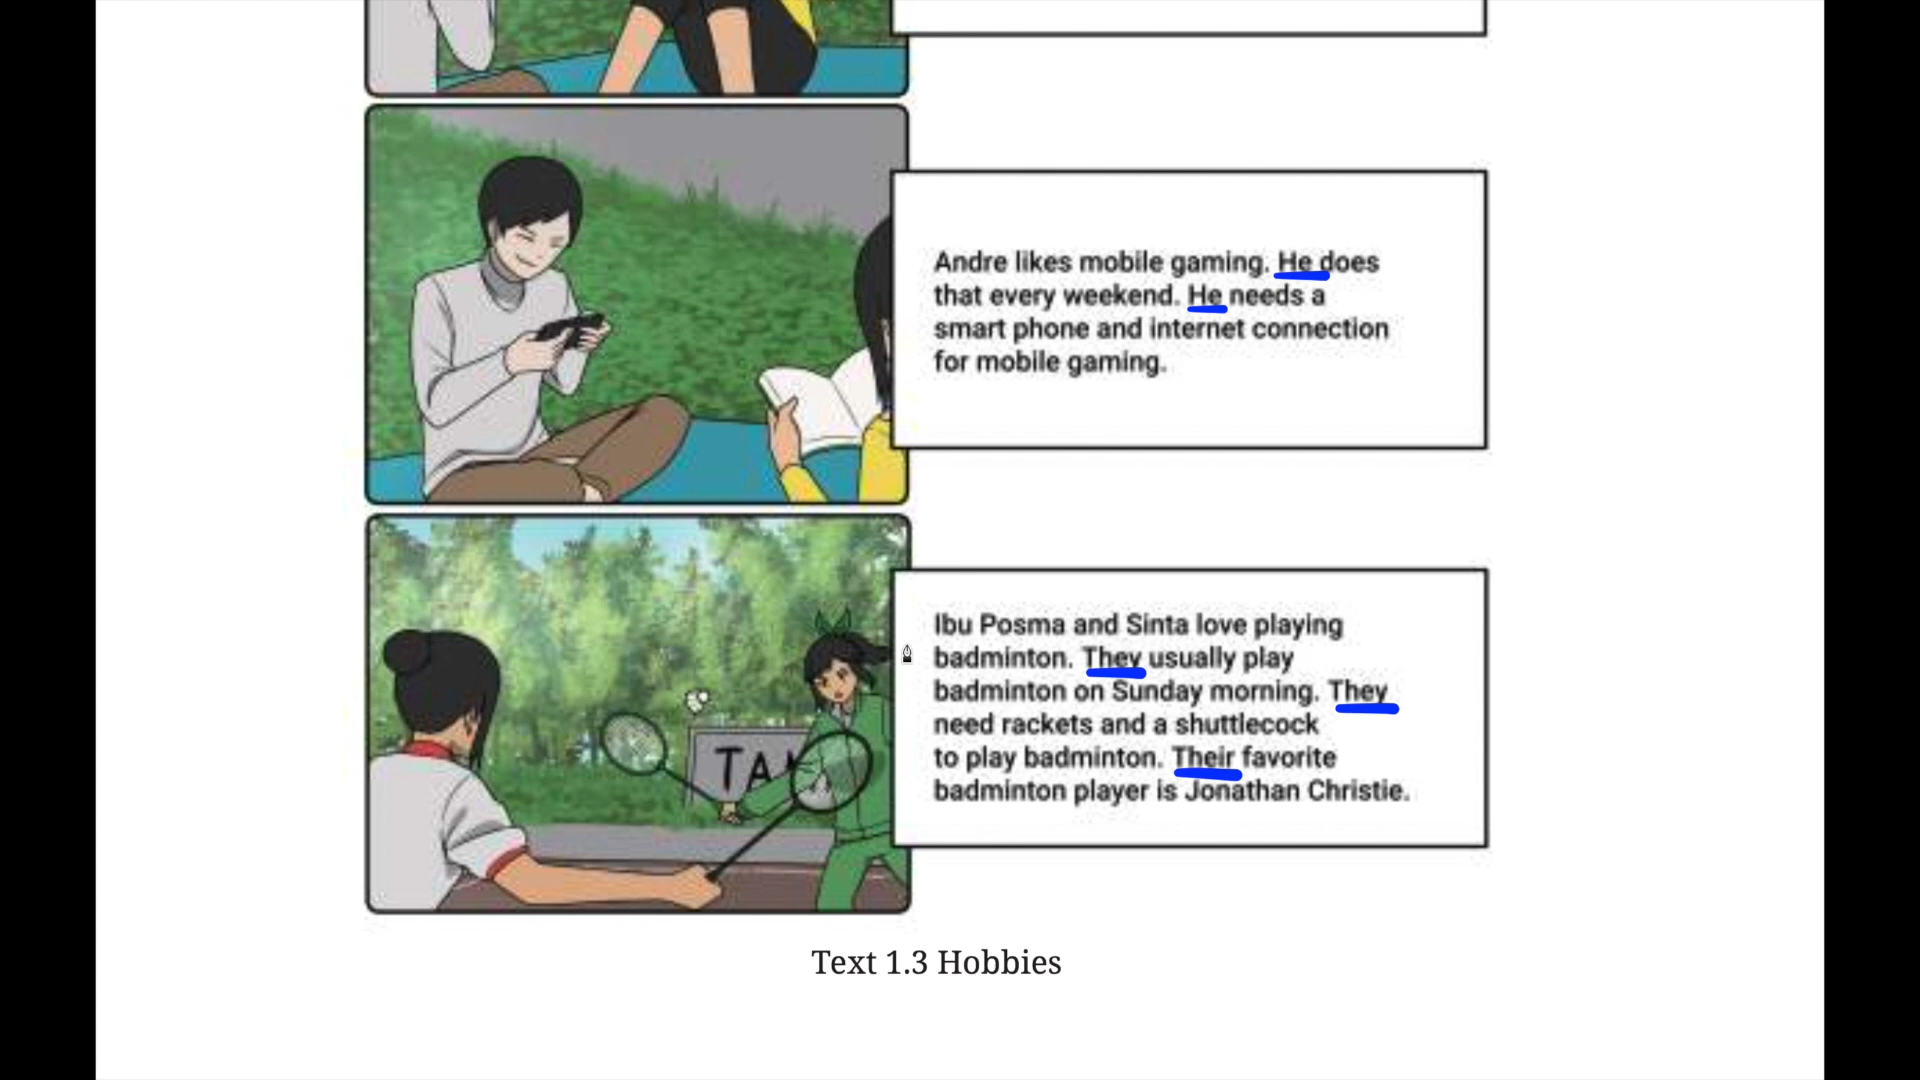 Andre likes mobile gaming. He does
that every weekend. He needs a
smart phone and internet connection
for mobile gaming.
TA
Ibu Posma and Sinta love playing
badminton. They usually play
badminton on Sunday morning. They
need rackets and a shuttlecock
to play badminton. Their favorite
badminton player is Jonathan Christie.
Text 1.3 Hobbies